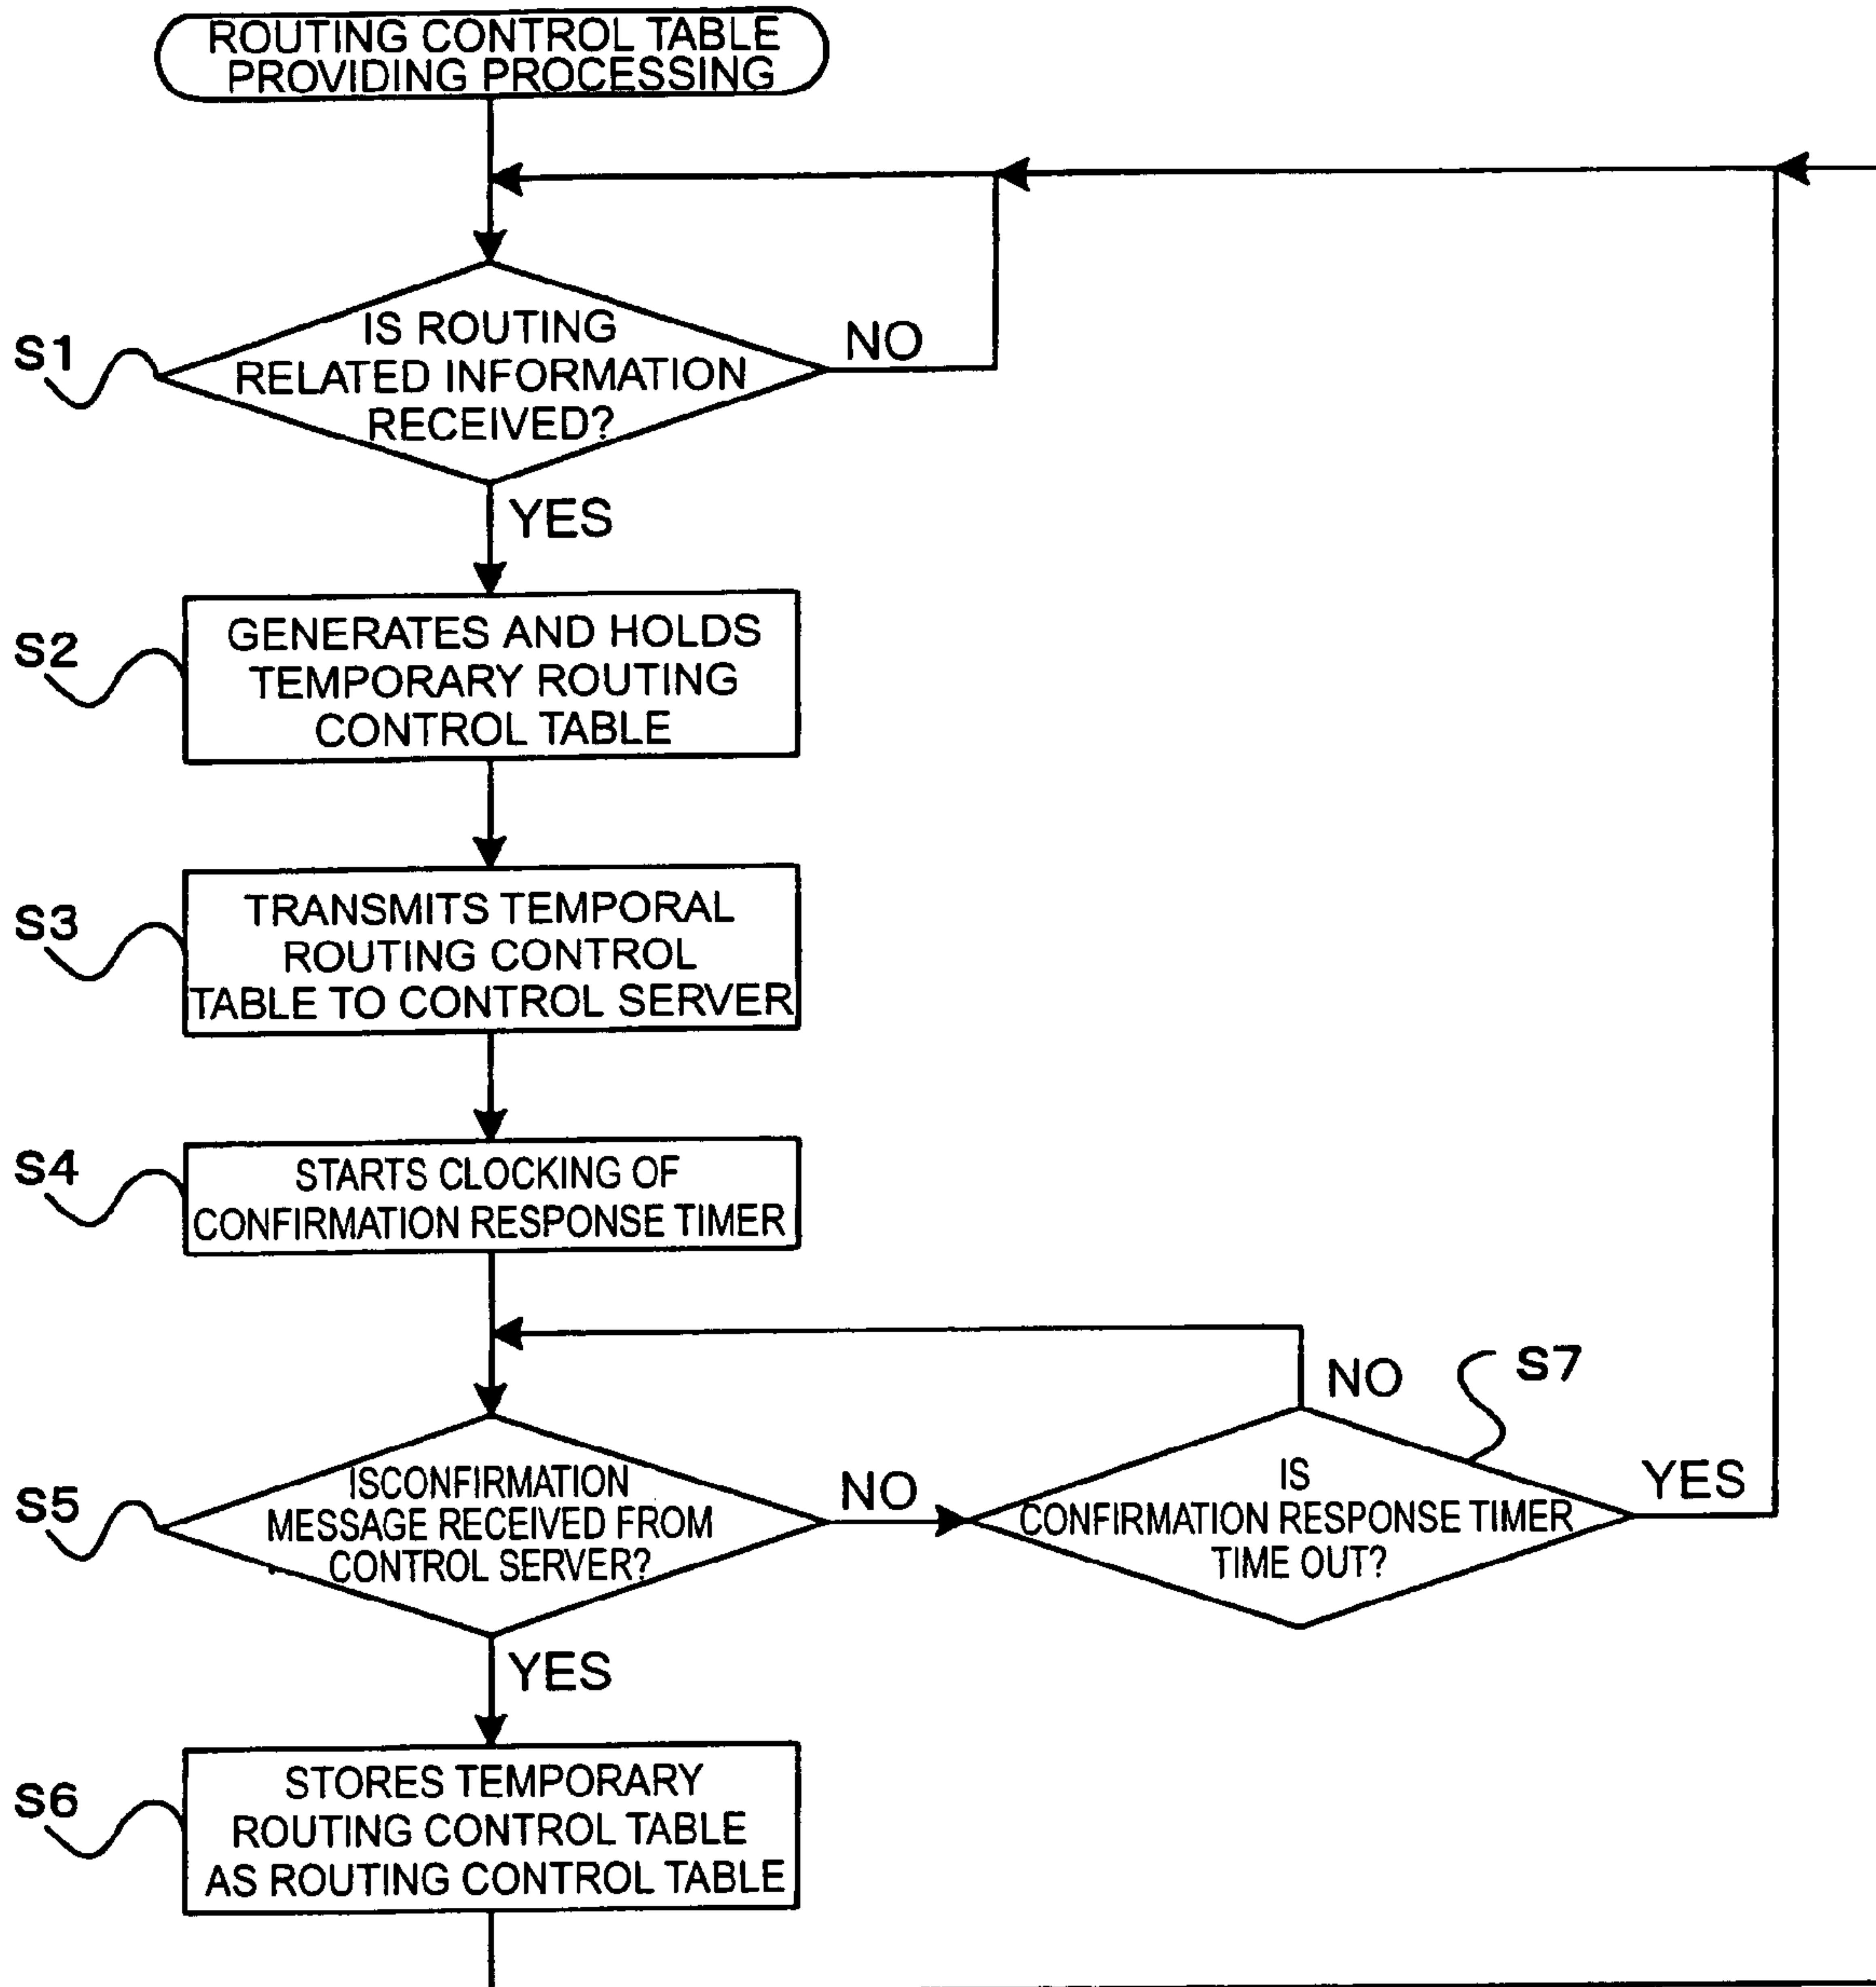 ROUTING CONTROL TABLE
PROVIDING PROCESSING
S1
IS ROUTING
RELATED INFORMATION
RECEIVED?
NO
YES
S2
GENERATES AND HOLDS
TEMPORARY ROUTING
CONTROL TABLE
S3
TRANSMITS TEMPORAL
ROUTING CONTROL
TABLE TO CONTROL SERVER
S4
STARTS CLOCKING OF
CONFIRMATION RESPONSE TIMER
S5
ISCONFIRMATION
MESSAGE RECEIVED FROM
CONTROL SERVER?
NO
S7
IS
CONFIRMATION RESPONSE TIMER
TIME OUT?
NO
YES
YES
S6
STORES TEMPORARY
ROUTING CONTROL TABLE
AS ROUTING CONTROL TABLE